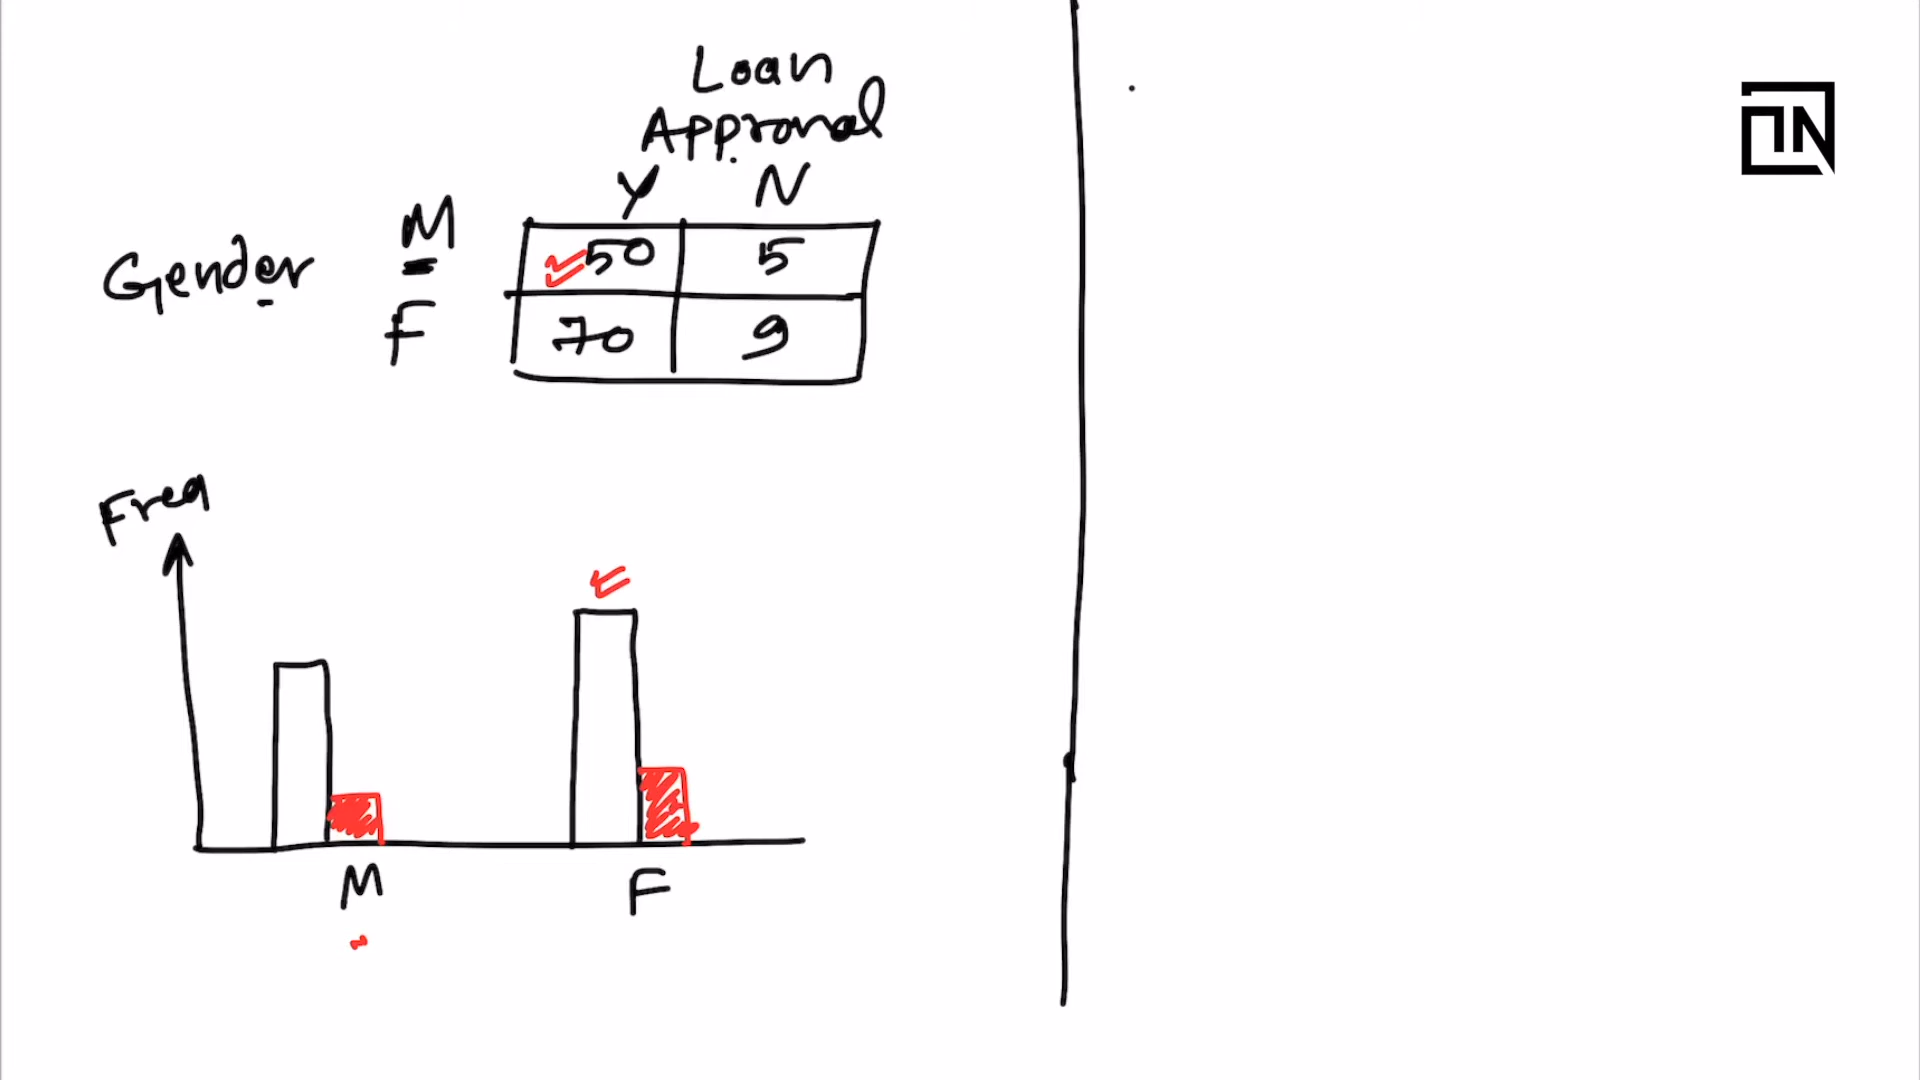 Loan
Approval
Y N
Gender M 50 5
F 70 9
Freq
M F